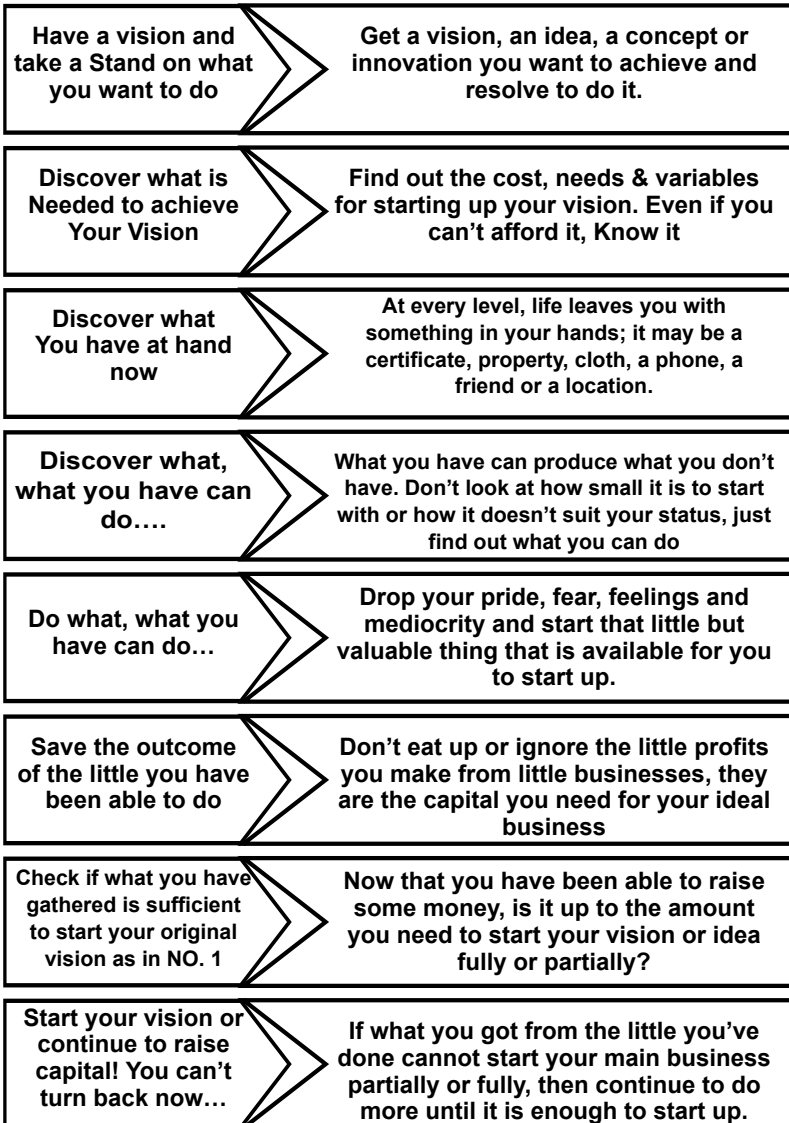 Have a vision and
take a Stand on what
you want to do
Get a vision, an idea, a concept or
innovation you want to achieve and
resolve to do it.
Discover what is
Needed to achieve
Your Vision
Find out the cost, needs & variables
for starting up your vision. Even if you
can't afford it, Know it
Discover what
You have at hand
now
At every level, life leaves you with
something in your hands; it may be a
certificate, property, cloth, a phone, a
friend or a location.
Discover what,
what you have can
do….
What you have can produce what you don't
have. Don't look at how small it is to start
with or how it doesn't suit your status, just
find out what you can do
Do what, what you
have can do…
Drop your pride, fear, feelings and
mediocrity and start that little but
valuable thing that is available for you
to start up.
Save the outcome
of the little you have
been able to do
Don't eat up or ignore the little profits
you make from little businesses, they
are the capital you need for your ideal
business
Check if what you have
gathered is sufficient
to start your original
vision as in NO. 1
Now that you have been able to raise
some money, is it up to the amount
you need to start your vision or idea
fully or partially?
Start your vision or
continue to raise
capital! You can't
turn back now…
If what you got from the little you've
done cannot start your main business
partially or fully, then continue to do
more until it is enough to start up.